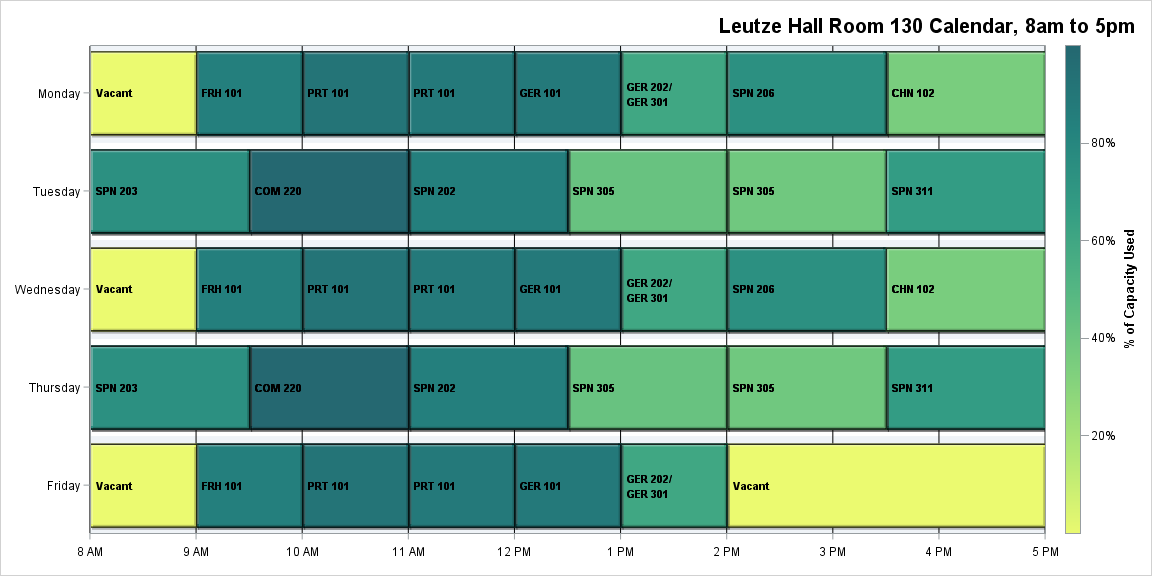 Leutze Hall Room 130 Calendar, 8am to 5pm
Monday
Vacant
FRH 101
PRT 101
PRT 101
GER 101
GER 202/
GER 301
SPN 206
CHN 102
Tuesday
SPN 203
COM 220
SPN 202
SPN 305
SPN 305
SPN 311
Wednesday
Vacant
FRH 101
PRT 101
PRT 101
GER 101
GER 202/
GER 301
SPN 206
CHN 102
Thursday
SPN 203
COM 220
SPN 202
SPN 305
SPN 305
SPN 311
Friday
Vacant
FRH 101
PRT 101
PRT 101
GER 101
GER 202/
GER 301
Vacant
8 AM
9 AM
10 AM
11 AM
12 PM
1 PM
2 PM
3 PM
4 PM
5 PM
80%
60%
40%
20%
% of Capacity Used